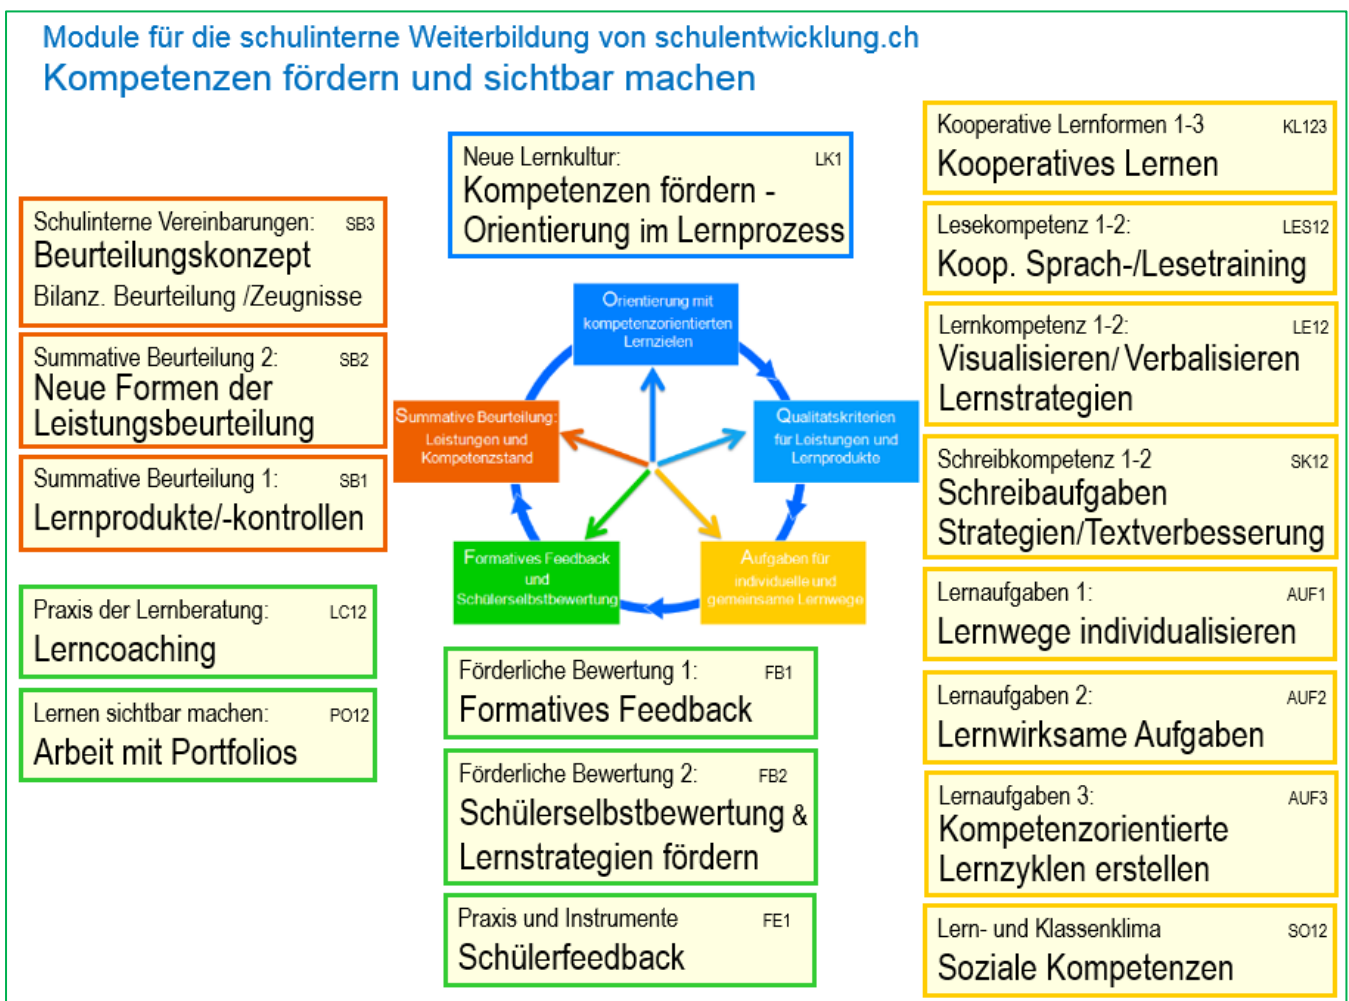 Module für die schulinterne Weiterbildung von schulentwicklung.ch
Kompetenzen fördern und sichtbar machen
Schulinterne Vereinbarungen: SB3
Beurteilungskonzept
Bilanz. Beurteilung /Zeugnisse
Summative Beurteilung 2: SB2
Neue Formen der
Leistungsbeurteilung
Summative Beurteilung 1: SB1
Lernprodukte/-kontrollen
Praxis der Lernberatung: LC12
Lerncoaching
Lernen sichtbar machen: PO12
Arbeit mit Portfolios
Neue Lernkultur: LK1
Kompetenzen fördern -
Orientierung im Lernprozess
Orientierung mit
kompetenzorientierten
Lernzielen
Summative Beurteilung:
Leistungen und
Kompetenzstand
Qualitätskriterien
für Leistungen und
Lernprodukte
Formatives Feedback
und
Schülerselbstbewertung
Aufgaben für
individuelle und
gemeinsame Lernwege
Förderliche Bewertung 1: FB1
Formatives Feedback
Förderliche Bewertung 2: FB2
Schülerselbstbewertung &
Lernstrategien fördern
Praxis und Instrumente FE1
Schülerfeedback
Kooperative Lernformen 1-3 KL123
Kooperatives Lernen
Lesekompetenz 1-2: LES12
Koop. Sprach-/Lesetraining
Lernkompetenz 1-2: LE12
Visualisieren/ Verbalisieren
Lernstrategien
Schreibkompetenz 1-2 SK12
Schreibaufgaben
Strategien/Textverbesserung
Lernaufgaben 1: AUF1
Lernwege individualisieren
Lernaufgaben 2: AUF2
Lernwirksame Aufgaben
Lernaufgaben 3: AUF3
Kompetenzorientierte
Lernzyklen erstellen
Lern- und Klassenklima SO12
Soziale Kompetenzen